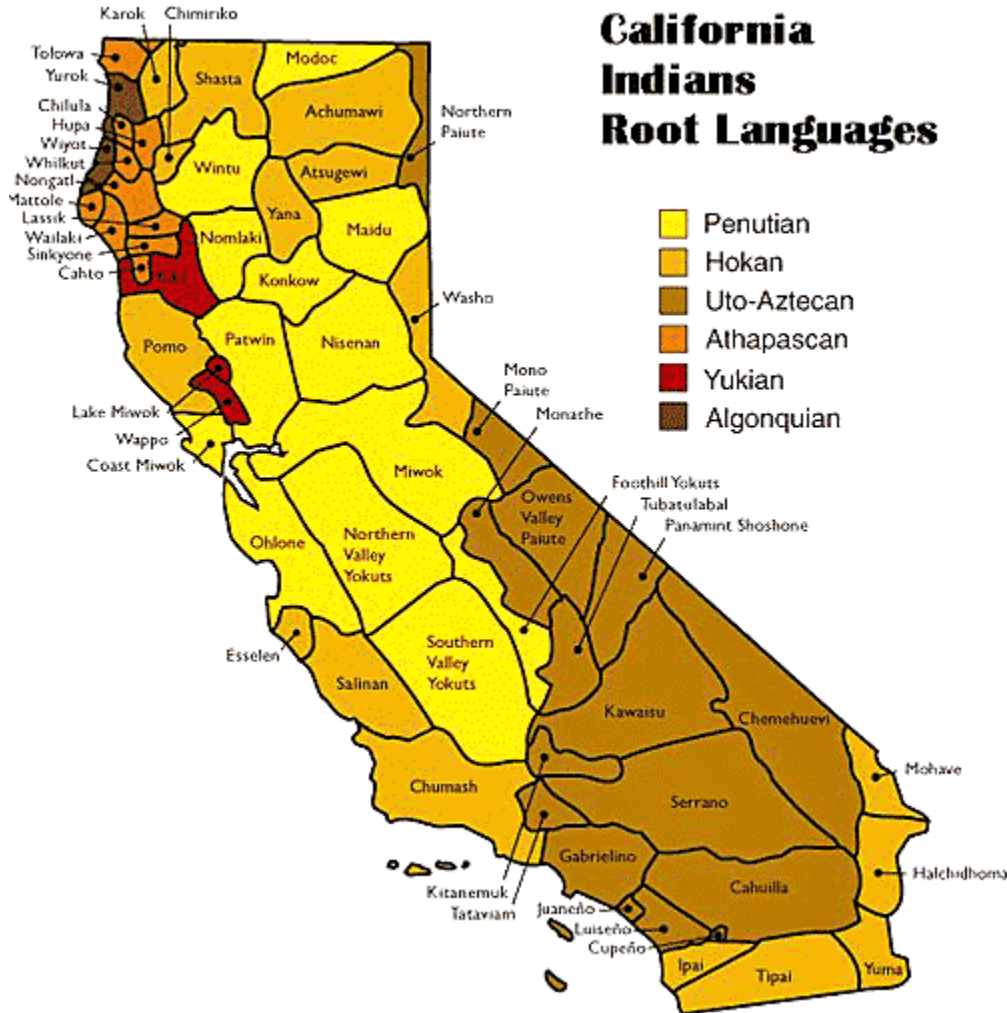 California
Indians
Root Languages
Penutian
Hokan
Uto-Aztecan
Athapascan
Yukian
Algonquian
Karok
Chimiriko
Tolowa
Yurok
Chilula
Hupa
Wiyot
Whilkut
Nongatl
Mattole
Lassik
Wailaki
Sinkyone
Cahto
Shasta
Modoc
Achumawi
Northern
Paiute
Wintu
Atsugewi
Yana
Maidu
Nomlaki
Konkow
Washo
Pomo
Patwin
Nisenan
Mono
Paiute
Monache
Lake Miwok
Wappo
Coast Miwok
Miwok
Foothill Yokuts
Tubatulabal
Panamint Shoshone
Owens
Valley
Paiute
Ohlone
Northern
Valley
Yokuts
Esselen
Salinan
Southern
Valley
Yokuts
Kawaisu
Chemehuevi
Mohave
Chumash
Serrano
Gabrielino
Cahuilla
Halchidhoma
Kitanemuk
Tataviam
Juaneño
Luiseño
Cupeño
Ipai
Tipai
Yuma